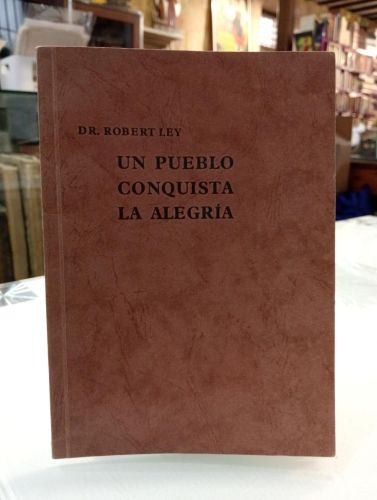 DR. ROBERT LEY
UN PUEBLO
CONQUISTA
LA ALEGRÍA